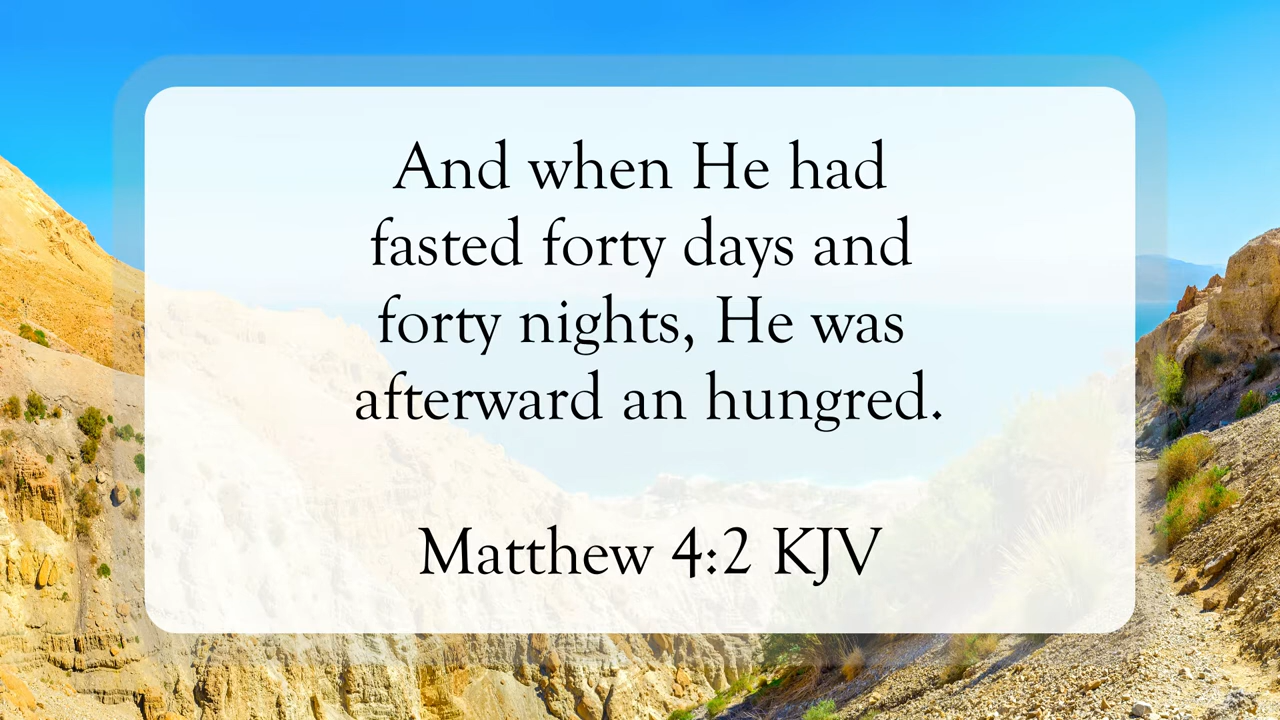 And when He had
fasted forty days and
forty nights, He was
afterward an hungred.
Matthew 4:2 KJV